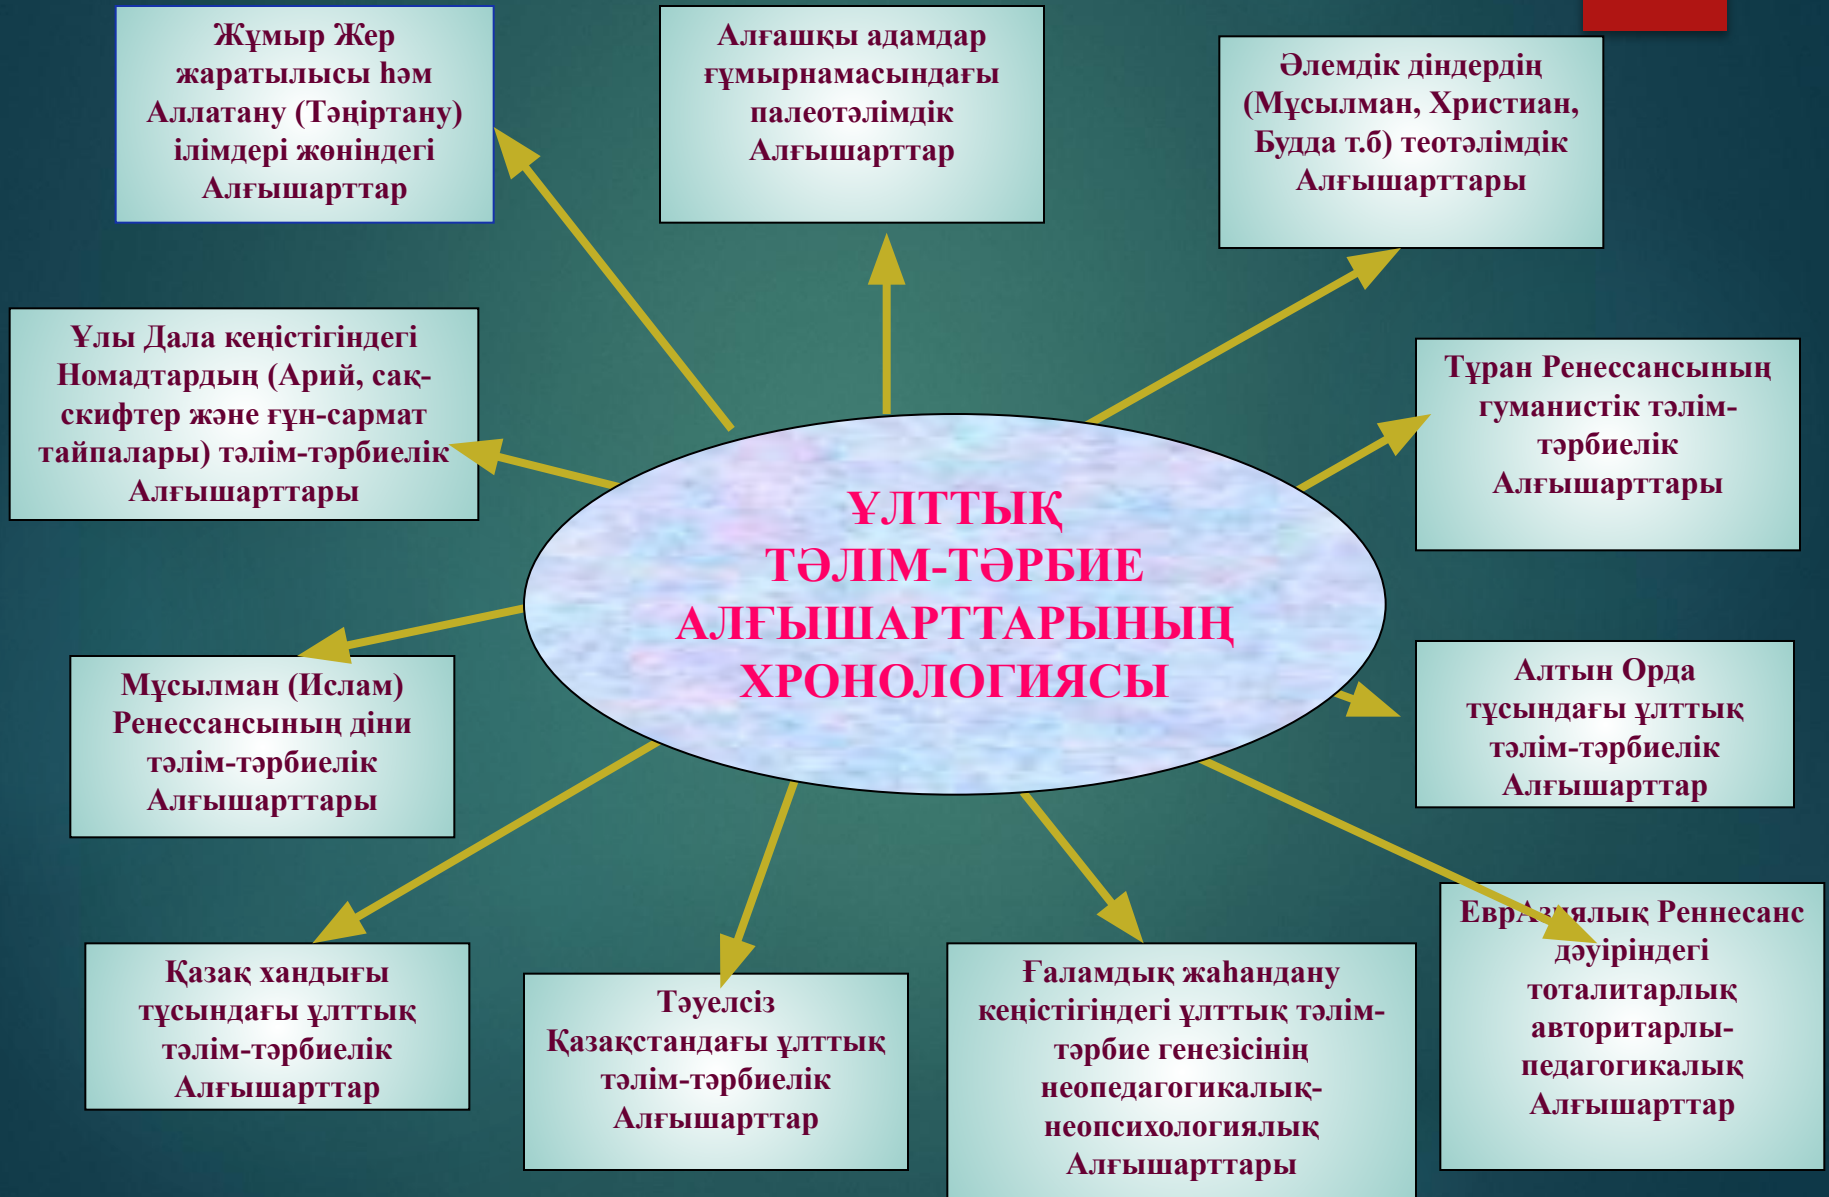 Жұмыр Жер
жаратылысы һәм
Аллатану (Тәңіртану)
ілімдері жөніндегі
Алғышарттар
Алғашқы адамдар
ғұмырнамасындағы
палеотәлімдік
Алғышарттар
Әлемдік діндердің
(Мұсылман, Христиан,
Будда т.б) теотәлімдік
Алғышарттары
Ұлы Дала кеңістігіндегі
Номадтардың (Арий, сақ-
скифтер және ғұн-сармат
тайпалары) тәлім-тәрбиелік
Алғышарттары
Тұран Ренессансының
гуманистік тәлім-
тәрбиелік
Алғышарттары
ҰЛТТЫҚ
ТӘЛІМ-ТӘРБИЕ
АЛҒЫШАРТТАРЫНЫҢ
ХРОНОЛОГИЯСЫ
Мұсылман (Ислам)
Ренессансының діни
тәлім-тәрбиелік
Алғышарттары
Алтын Орда
тұсындағы ұлттық
тәлім-тәрбиелік
Алғышарттар
Қазақ хандығы
тұсындағы ұлттық
тәлім-тәрбиелік
Алғышарттар
Тәуелсіз
Қазақстандағы ұлттық
тәлім-тәрбиелік
Алғышарттар
Ғаламдық жаһандану
кеңістігіндегі ұлттық тәлім-
тәрбие генезісінің
неопедагогикалық-
неопсихологиялық
Алғышарттары
ЕврАзиялық Реннесанс
дәуіріндегі
тоталитарлық
авторитарлы-
педагогикалық
Алғышарттар